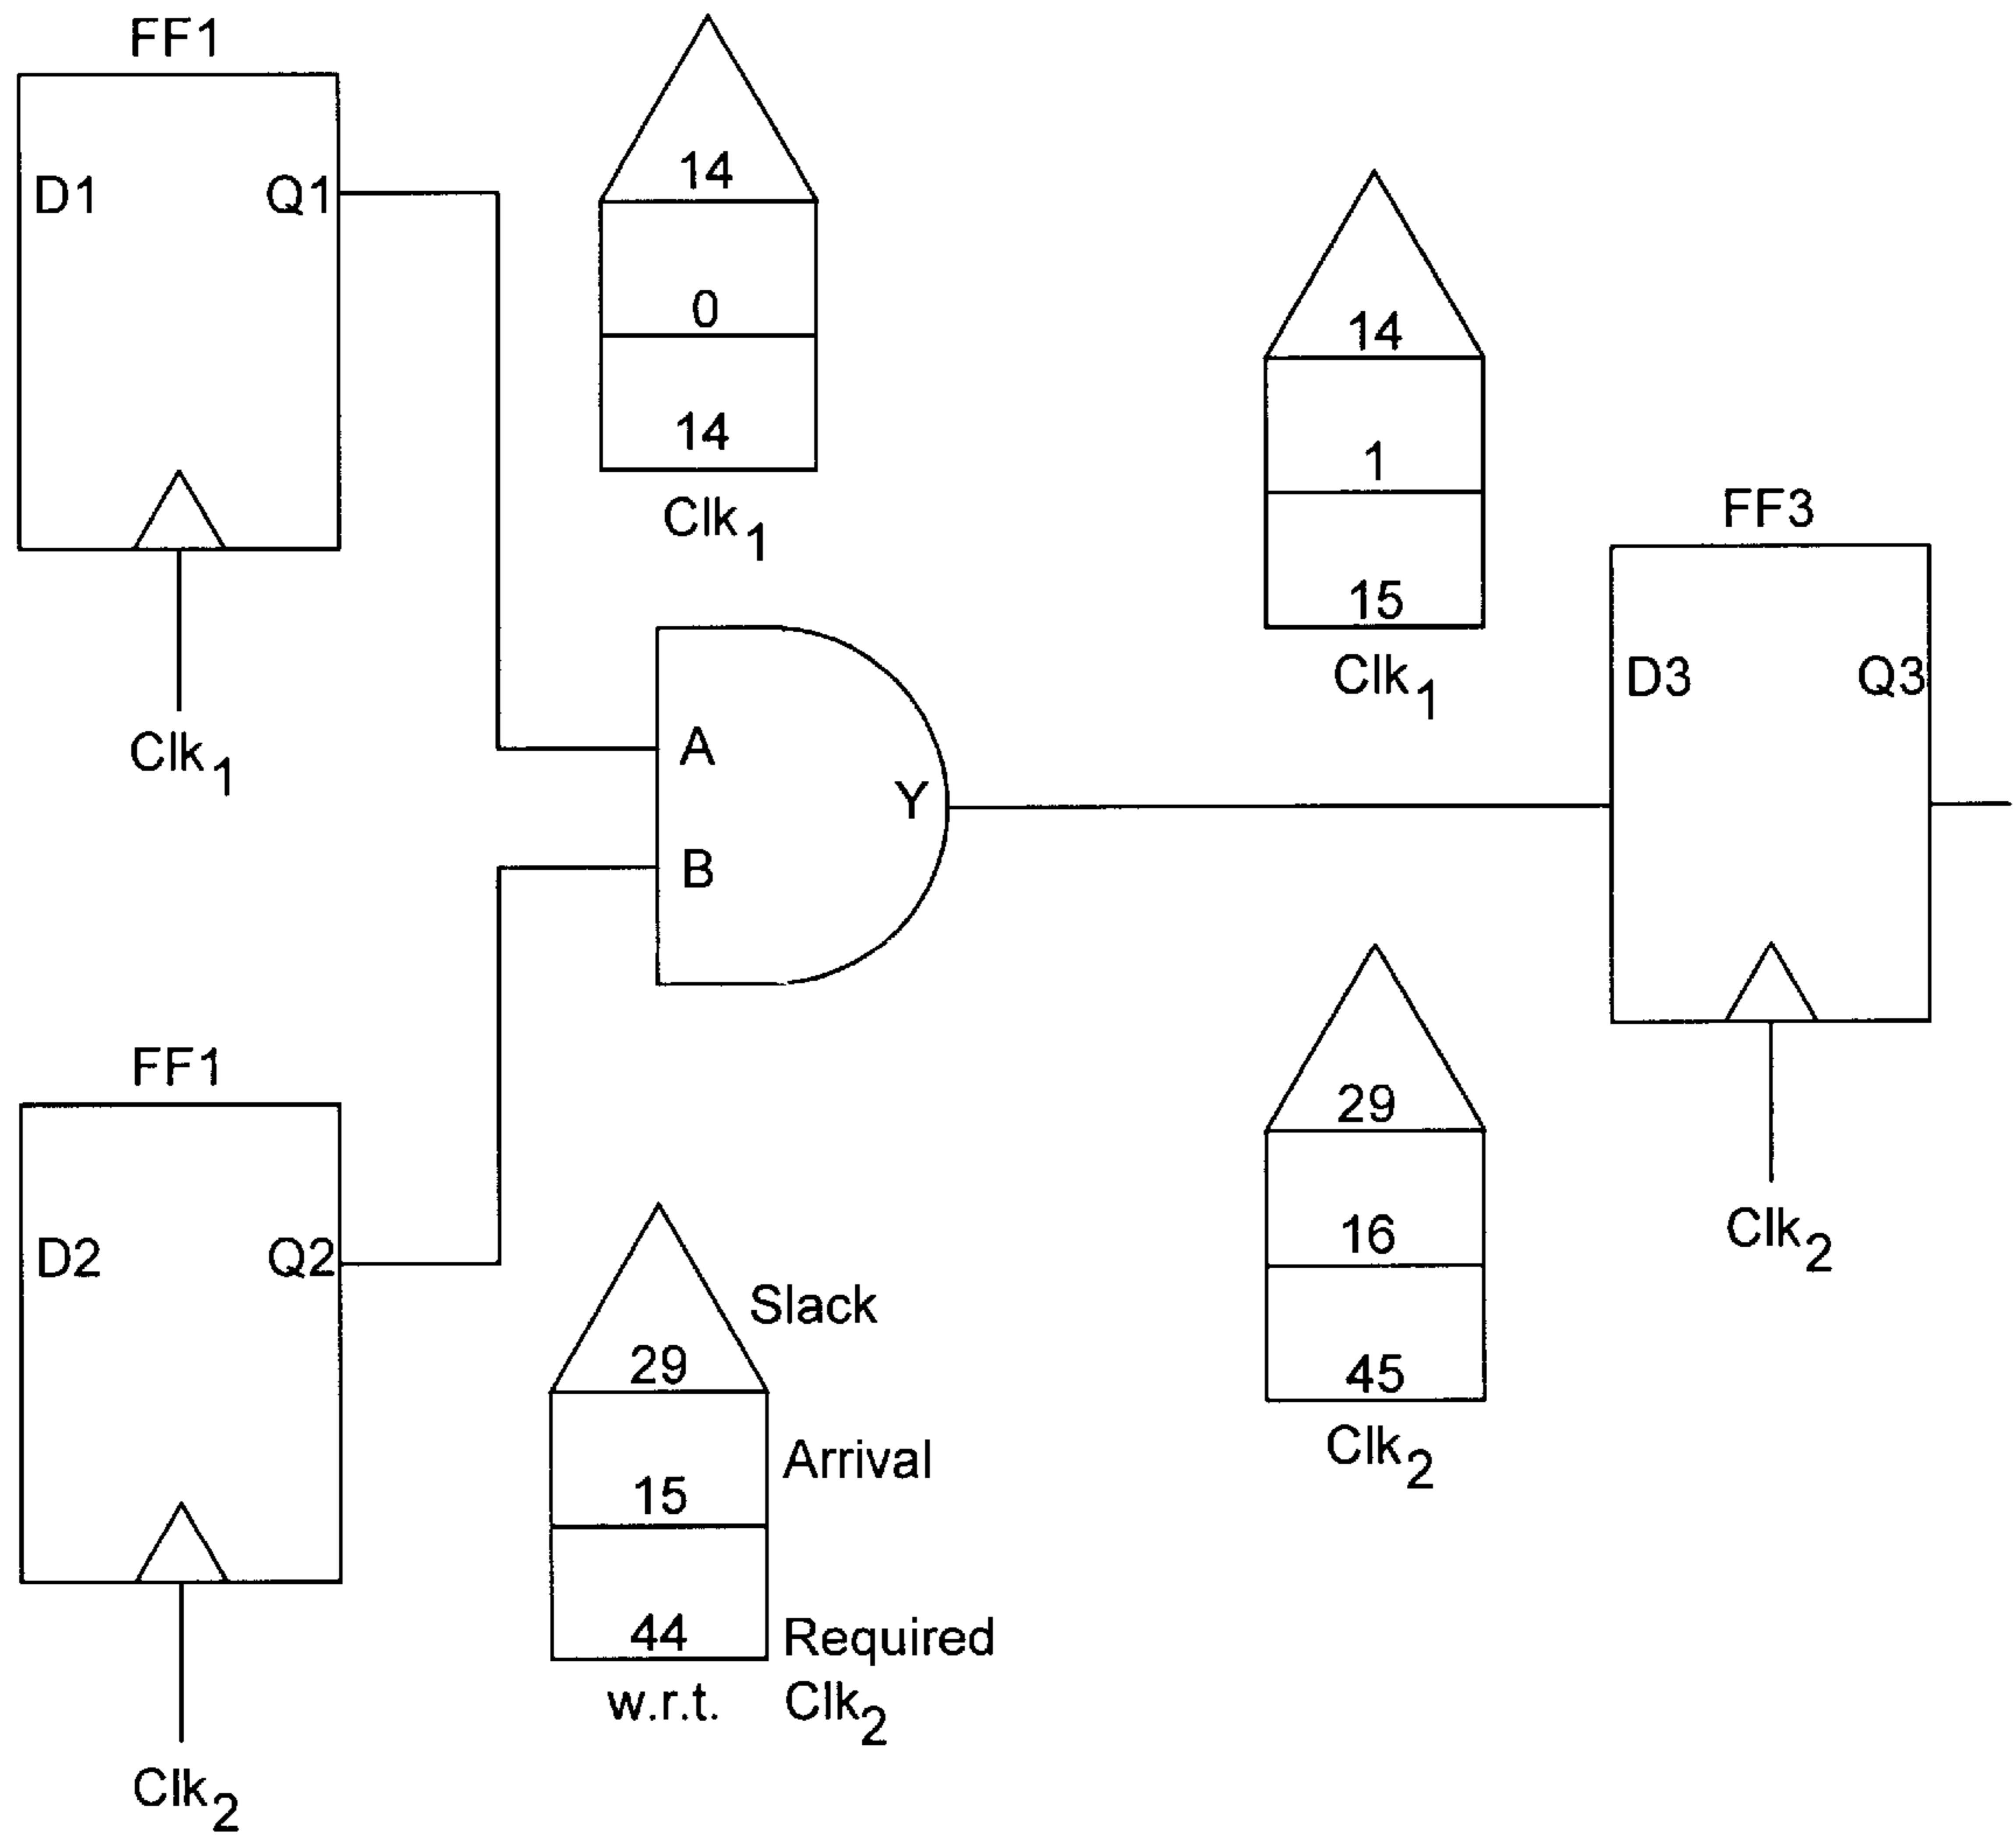 FF1
D1 Q1
Clk1
14
0
14
Clk1
14
1
15
Clk1
A
B
Y
FF3
D3 Q3
Clk2
FF1
D2 Q2
Clk2
29 Slack
15 Arrival
44 Required
w.r.t. Clk2
29
16
45
Clk2